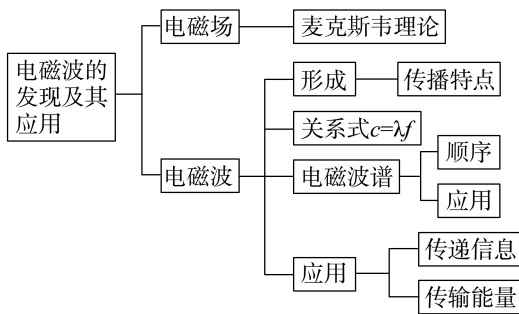 电磁场
麦克斯韦理论
电磁波的
发现及其
应用
形成
传播特点
关系式c=λf
电磁波
电磁波谱
顺序
应用
应用
传递信息
传输能量